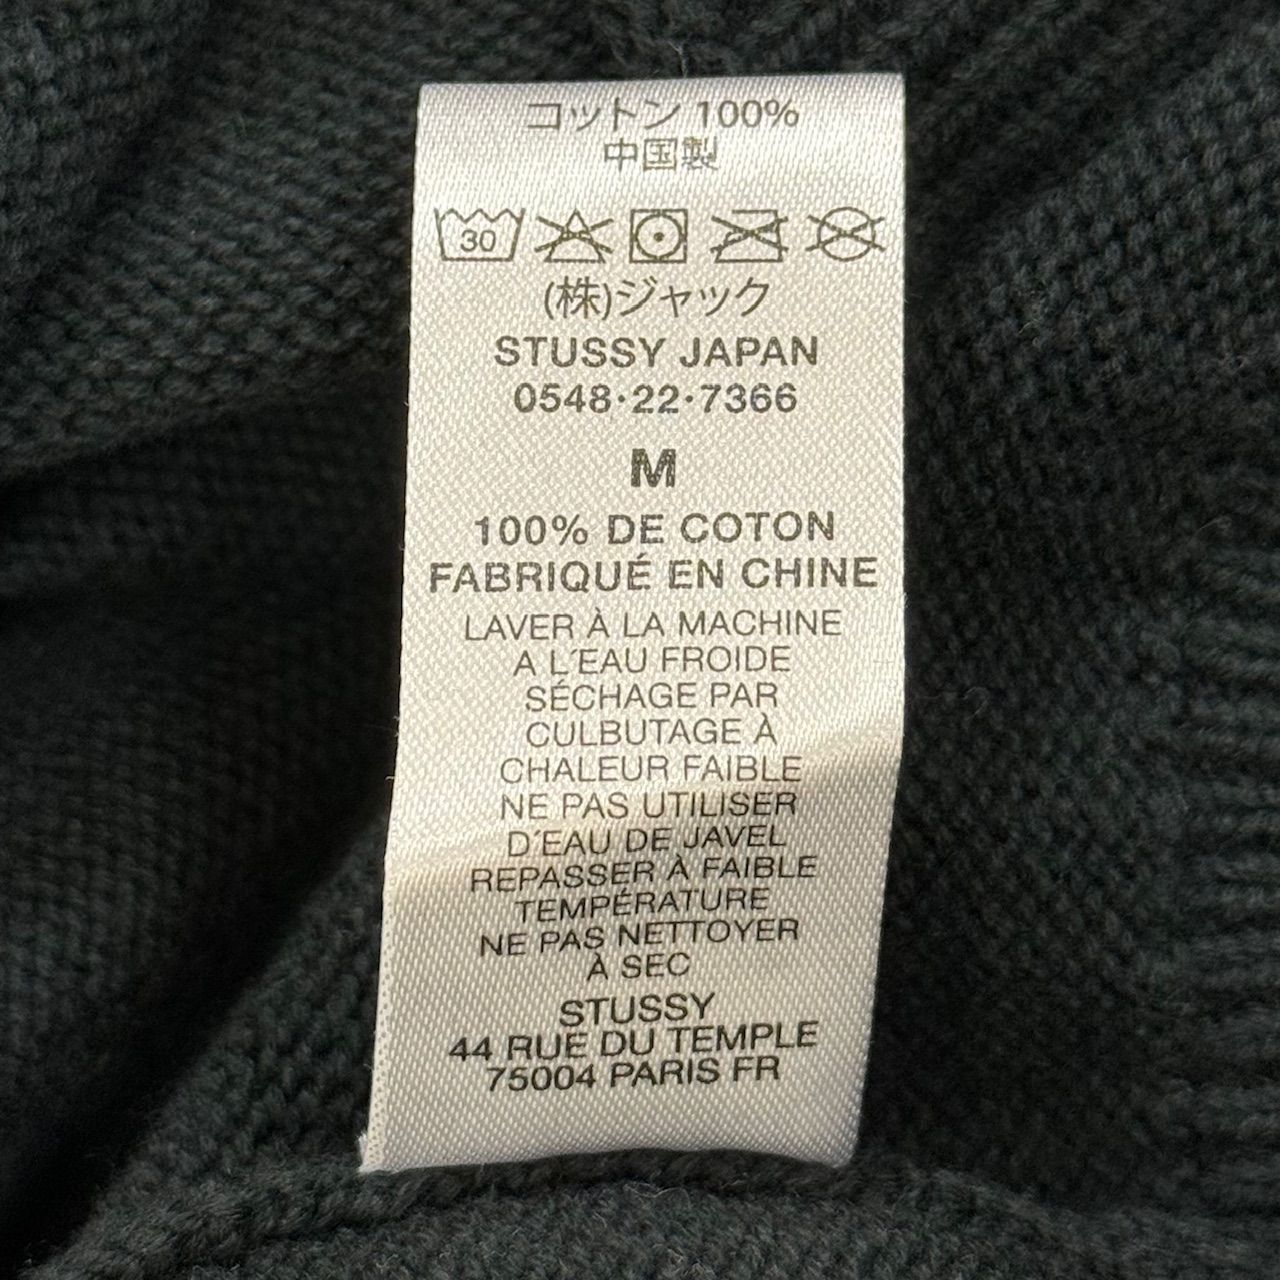 コットン 100%
中国製
30
(株)ジャック
STUSSY JAPAN
0548·22·7366
M
100% DE COTON
FABRIQUÉ EN CHINE
LAVER À LA MACHINE
A L'EAU FROIDE
SÉCHAGE PAR
CULBUTAGE À
CHALEUR FAIBLE
NE PAS UTILISER
D'EAU DE JAVEL
REPASSER À FAIBLE
TEMPÉRATURE
NE PAS NETTOYER
À SEC
STUSSY
44 RUE DU TEMPLE
75004 PARIS FR